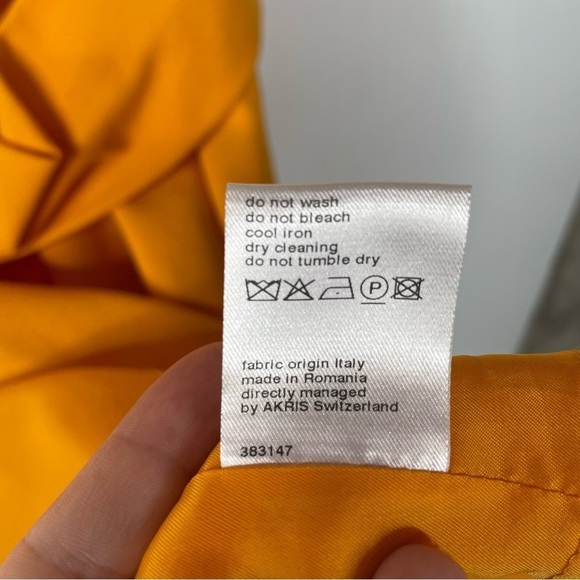 do not wash
do not bleach
cool iron
dry cleaning
do not tumble dry
P
fabric origin Italy
made in Romania
directly managed
by AKRIS Switzerland
383147